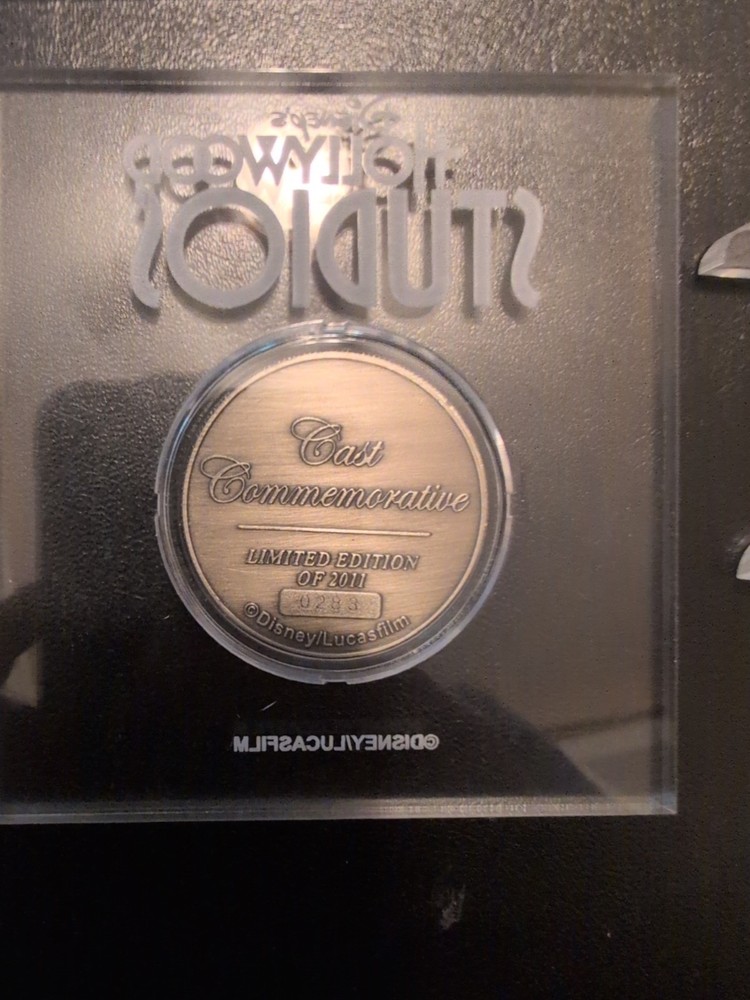 Disney's
HOLLYWOOD
STUDIOS
Cast
Commemorative
LIMITED EDITION
OF 2011
0283
©Disney/Lucasfilm
©DISNEY/LUCASFILM